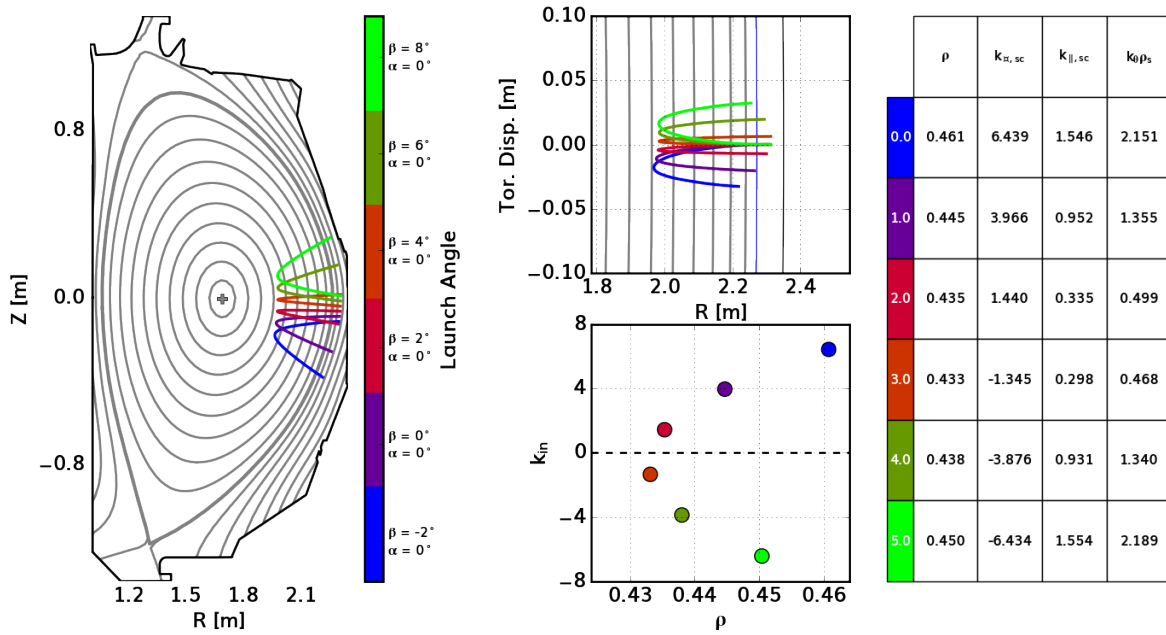 0.8
0.0
−0.8
Z [m]
1.2 1.5 1.8 2.1
R [m]
β = 8°
α = 0°
β = 6°
α = 0°
β = 4°
α = 0°
β = 2°
α = 0°
β = 0°
α = 0°
β = -2°
α = 0°
Launch Angle
0.10
0.05
0.00
−0.05
−0.10
Tor. Disp. [m]
1.8 2.0 2.2 2.4
R [m]
8
4
0
−4
−8
k_in
0.43 0.44 0.45 0.46
ρ
ρ k_¤,sc k_∥,sc k_θρ_s
0.0 0.461 6.439 1.546 2.151
1.0 0.445 3.966 0.952 1.355
2.0 0.435 1.440 0.335 0.499
3.0 0.433 -1.345 0.298 0.468
4.0 0.438 -3.876 0.931 1.340
5.0 0.450 -6.434 1.554 2.189